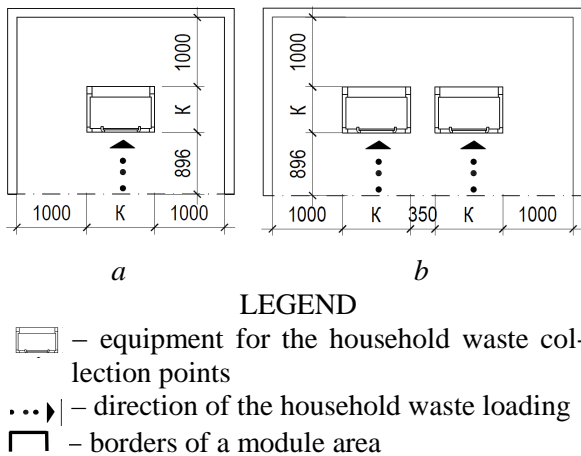 1000
K
896
1000 K 1000
a
1000
K
896
1000 K 350 K 1000
b
LEGEND
– equipment for the household waste col-
lection points
– direction of the household waste loading
– borders of a module area